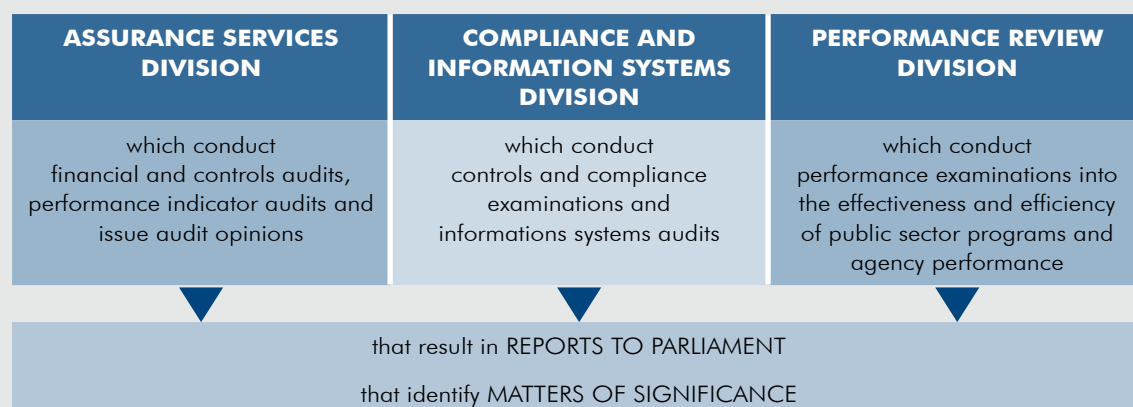 ASSURANCE SERVICES
DIVISION
which conduct
financial and controls audits,
performance indicator audits and
issue audit opinions
COMPLIANCE AND
INFORMATION SYSTEMS
DIVISION
which conduct
controls and compliance
examinations and
informations systems audits
PERFORMANCE REVIEW
DIVISION
which conduct
performance examinations into
the effectiveness and efficiency
of public sector programs and
agency performance
that result in REPORTS TO PARLIAMENT
that identify MATTERS OF SIGNIFICANCE